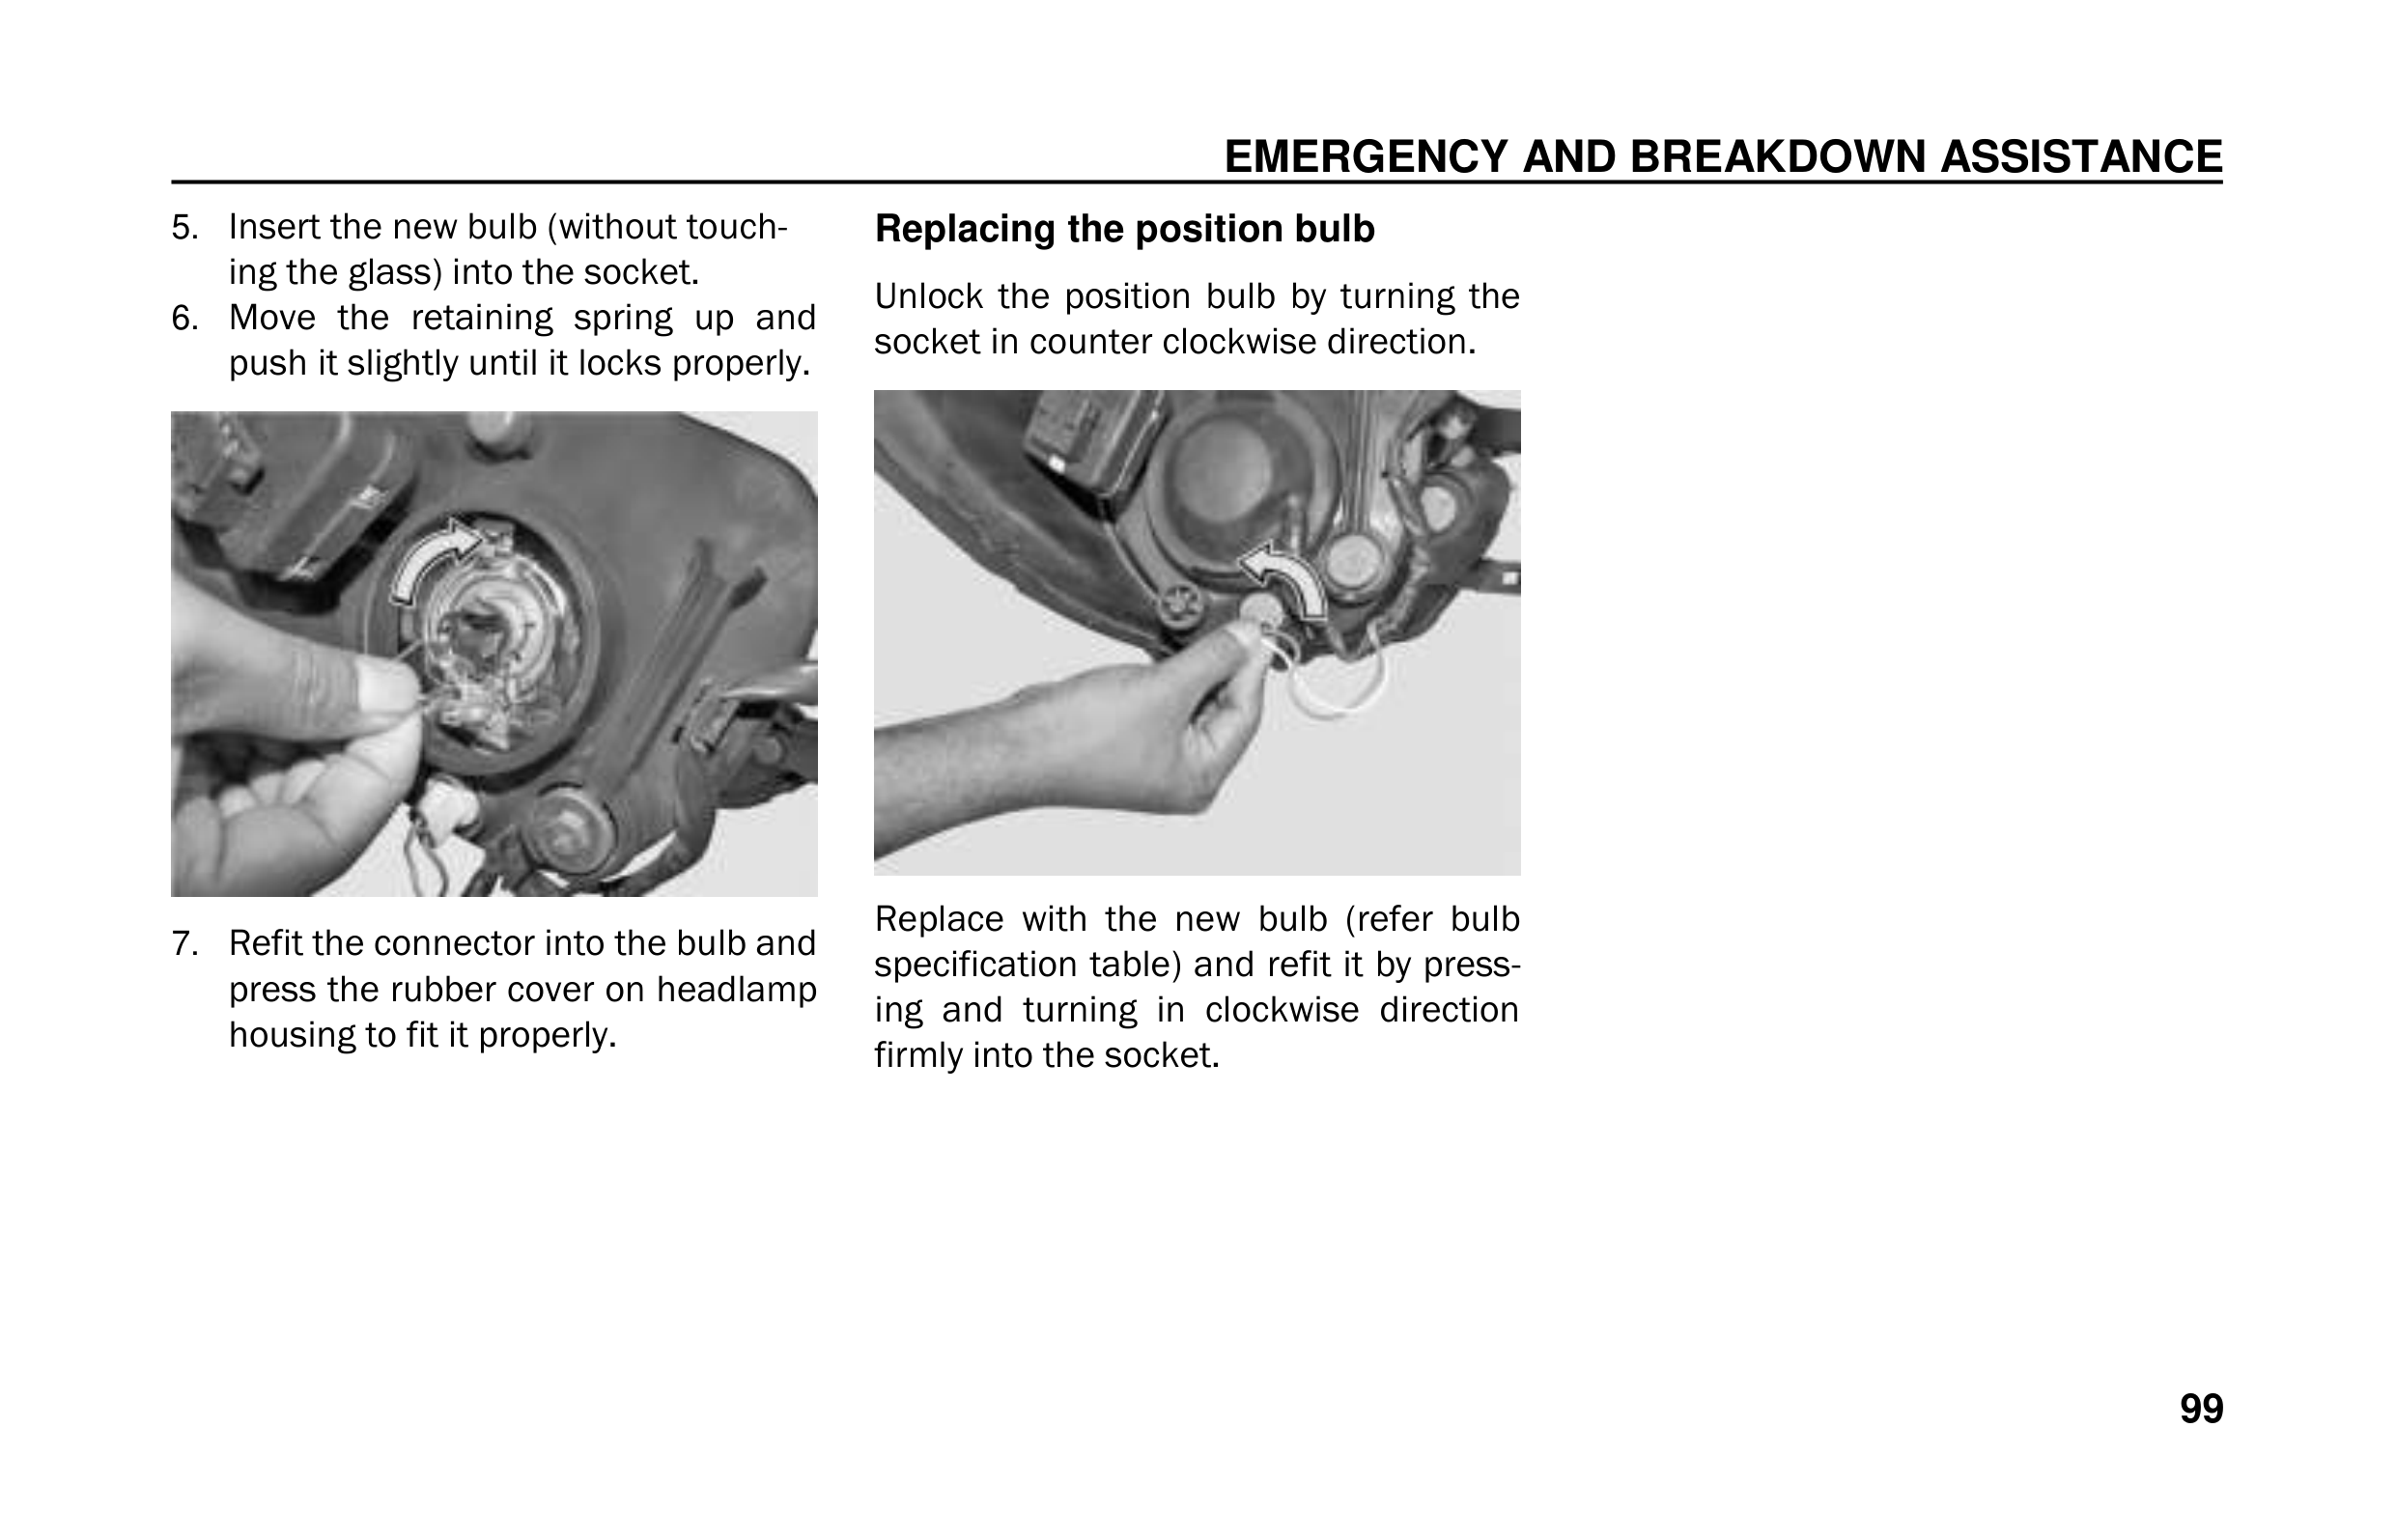 EMERGENCY AND BREAKDOWN ASSISTANCE
5. Insert the new bulb (without touch-
ing the glass) into the socket.
6. Move the retaining spring up and
push it slightly until it locks properly.
7. Refit the connector into the bulb and
press the rubber cover on headlamp
housing to fit it properly.
Replacing the position bulb
Unlock the position bulb by turning the
socket in counter clockwise direction.
Replace with the new bulb (refer bulb
specification table) and refit it by press-
ing and turning in clockwise direction
firmly into the socket.
99